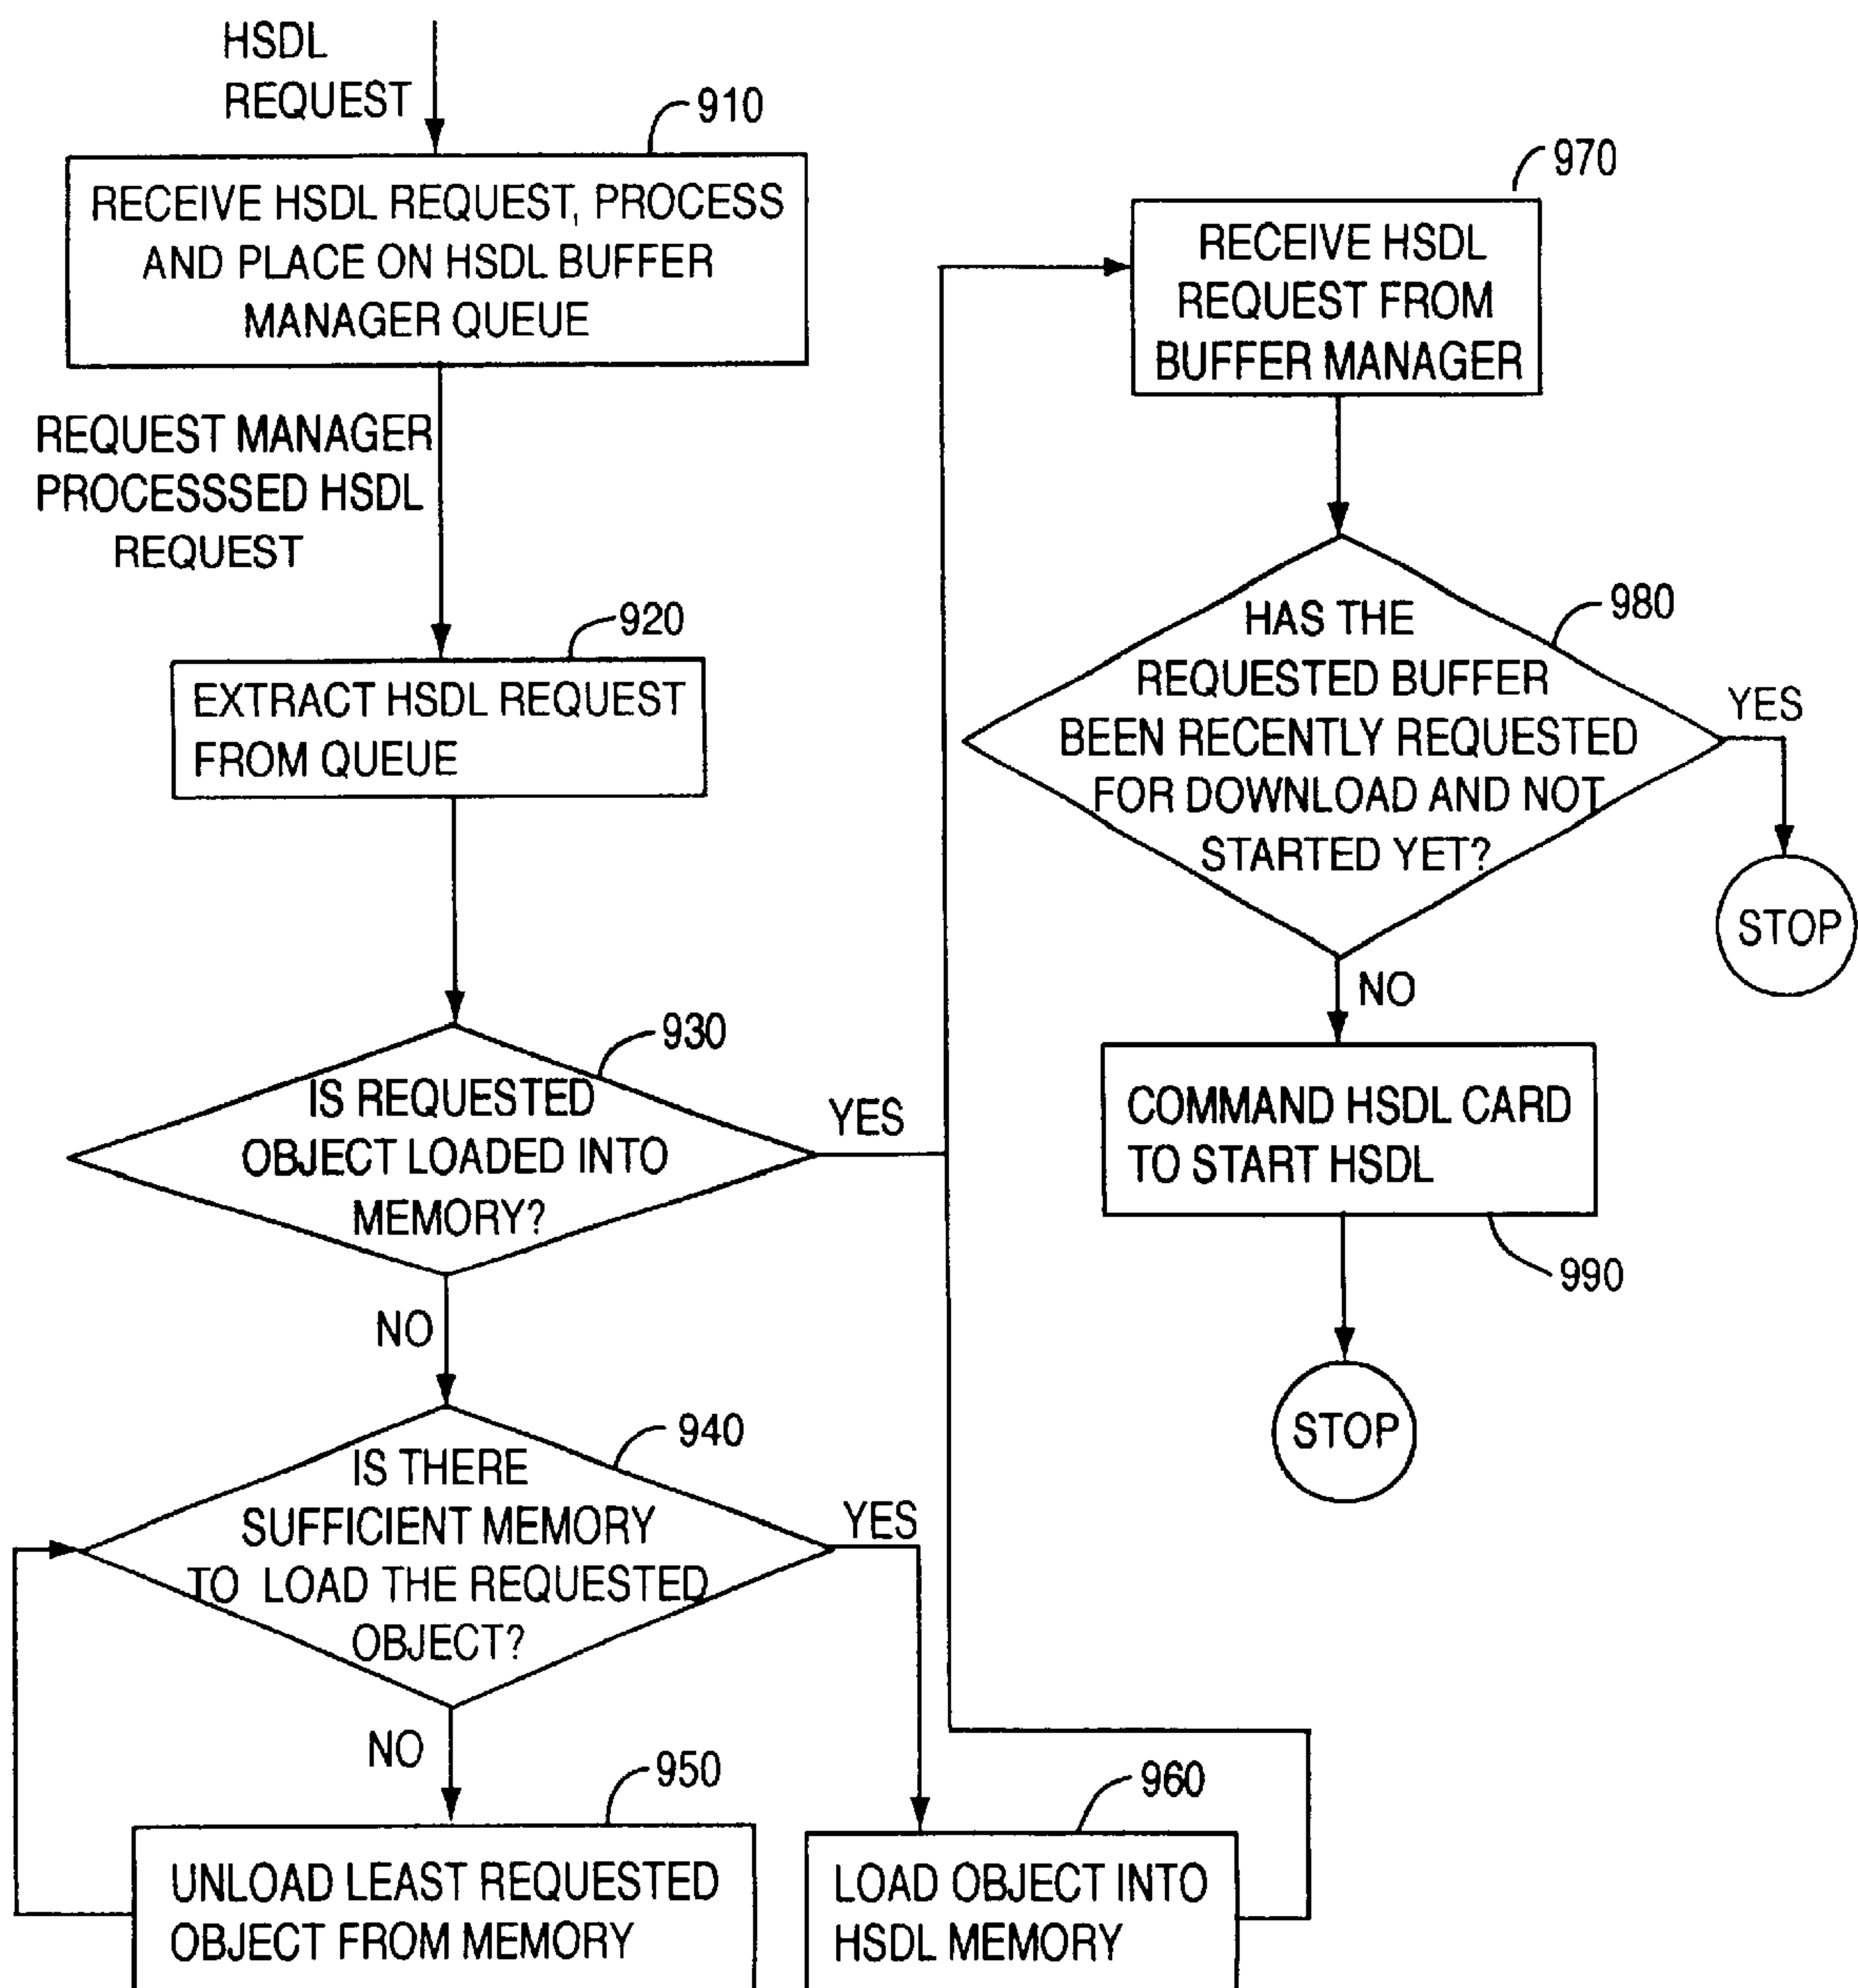 HSDL
REQUEST
910
RECEIVE HSDL REQUEST, PROCESS
AND PLACE ON HSDL BUFFER
MANAGER QUEUE
REQUEST MANAGER
PROCESSSED HSDL
REQUEST
920
EXTRACT HSDL REQUEST
FROM QUEUE
930
IS REQUESTED
OBJECT LOADED INTO
MEMORY?
YES
NO
940
IS THERE
SUFFICIENT MEMORY
TO LOAD THE REQUESTED
OBJECT?
YES
NO
950
UNLOAD LEAST REQUESTED
OBJECT FROM MEMORY
960
LOAD OBJECT INTO
HSDL MEMORY
970
RECEIVE HSDL
REQUEST FROM
BUFFER MANAGER
980
HAS THE
REQUESTED BUFFER
BEEN RECENTLY REQUESTED
FOR DOWNLOAD AND NOT
STARTED YET?
YES
STOP
NO
COMMAND HSDL CARD
TO START HSDL
990
STOP